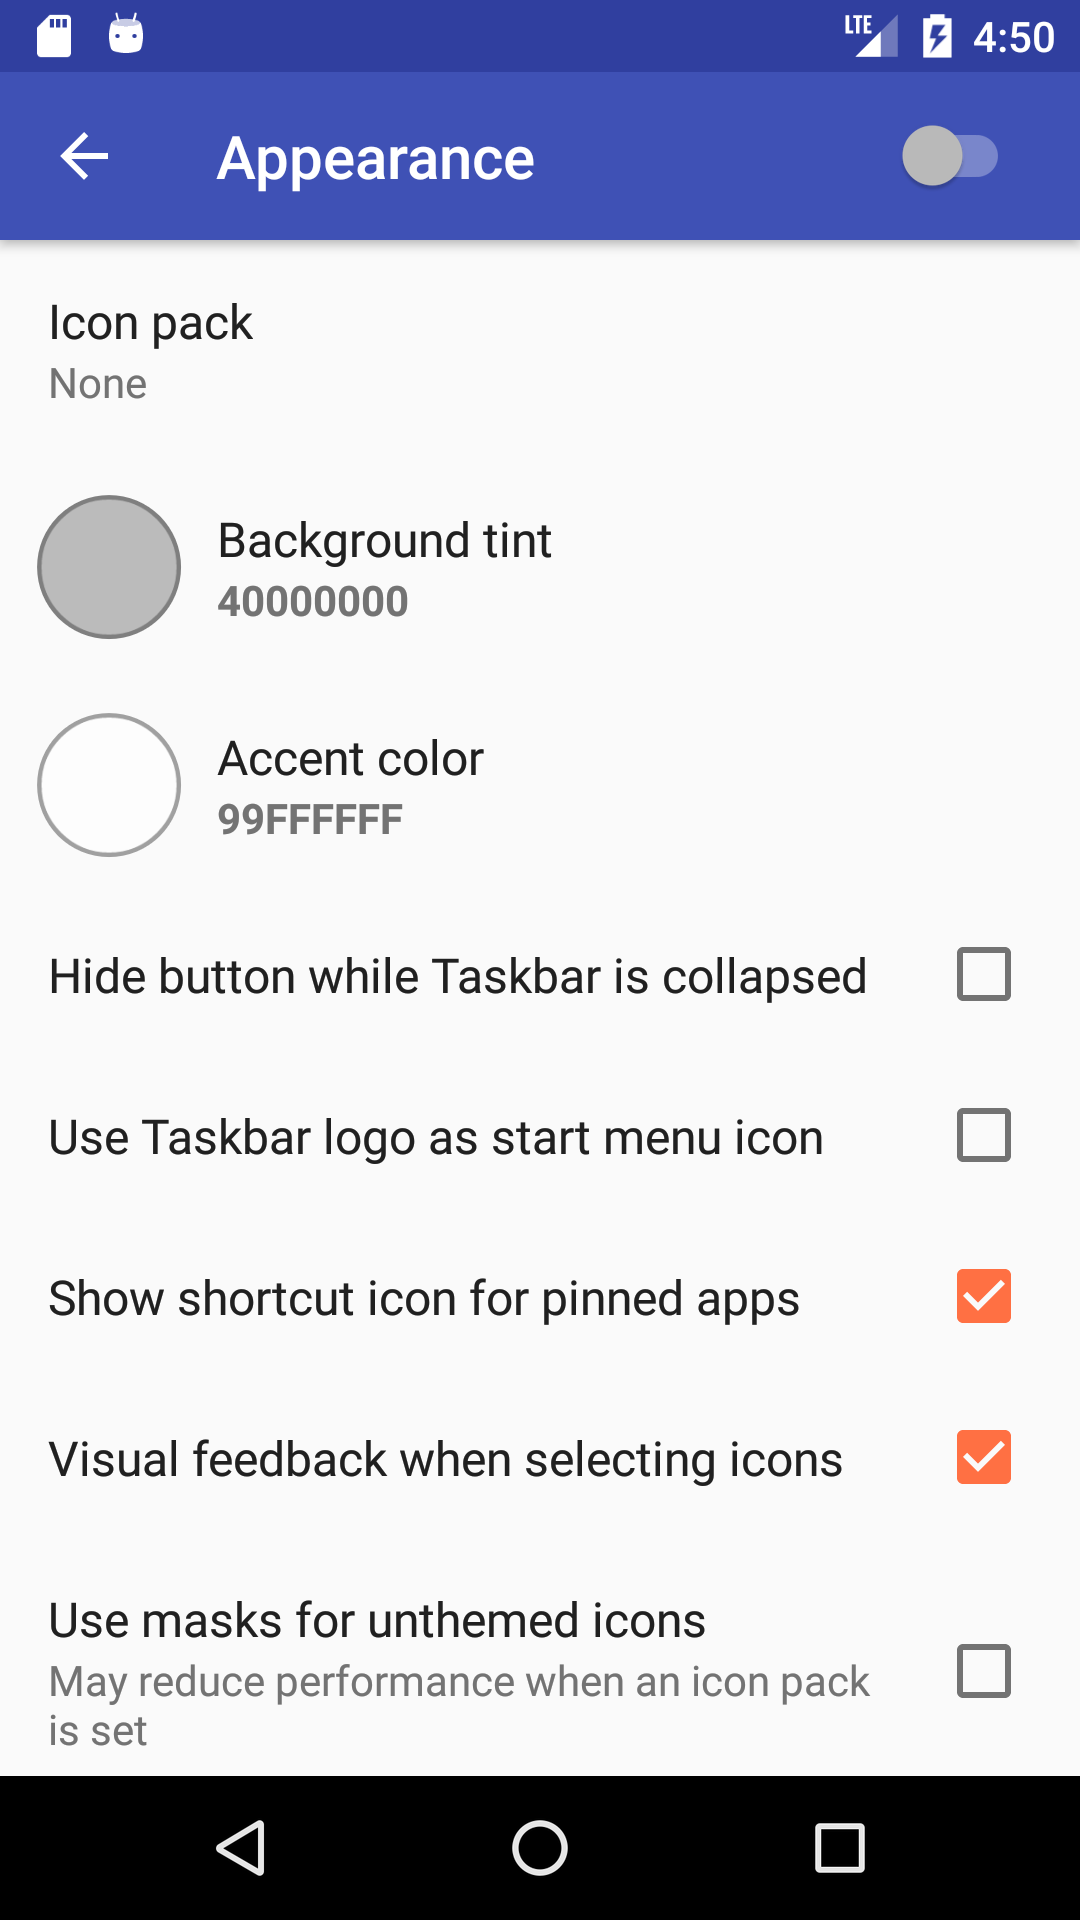 LTE 4:50
Appearance
Icon pack
None
Background tint
40000000
Accent color
99FFFFFF
Hide button while Taskbar is collapsed
Use Taskbar logo as start menu icon
Show shortcut icon for pinned apps
Visual feedback when selecting icons
Use masks for unthemed icons
May reduce performance when an icon pack
is set